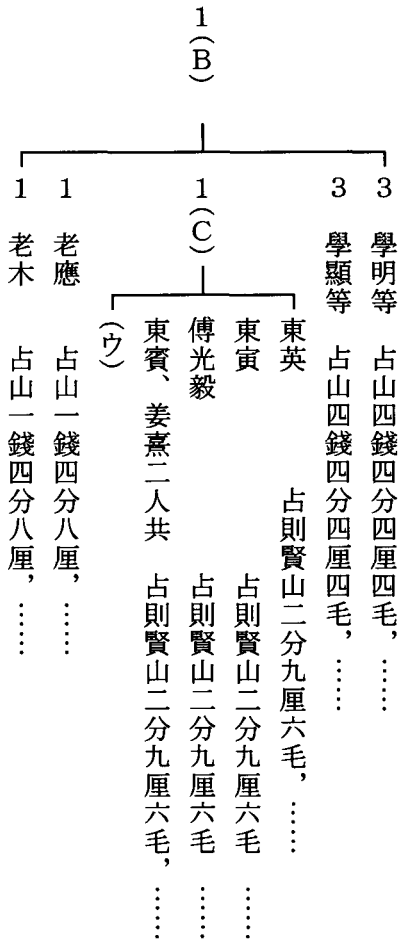 1(B)
3 學明等 占山四錢四分四厘四毛，……
3 學顯等 占山四錢四分四厘四毛，……
1(C)
東英 占則賢山二分九厘六毛，……
東寅 占則賢山二分九厘六毛 ……
傅光毅 占則賢山二分九厘六毛 ……
東賓、姜熹二人共 占則賢山二分九厘六毛，……
(ウ)
1 老應 占山一錢四分八厘，……
1 老木 占山一錢四分八厘，……